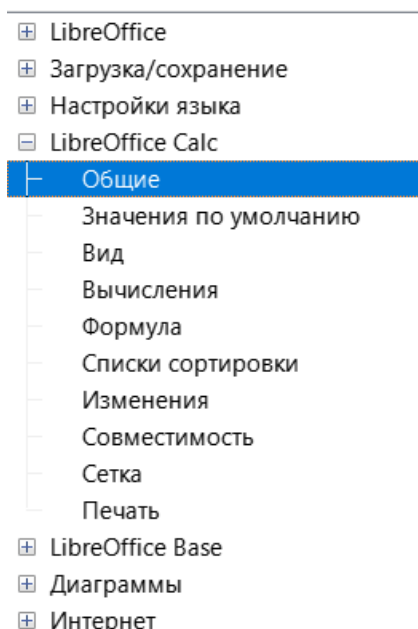 LibreOffice
Загрузка/сохранение
Настройки языка
LibreOffice Calc
Общие
Значения по умолчанию
Вид
Вычисления
Формула
Списки сортировки
Изменения
Совместимость
Сетка
Печать
LibreOffice Base
Диаграммы
Интернет